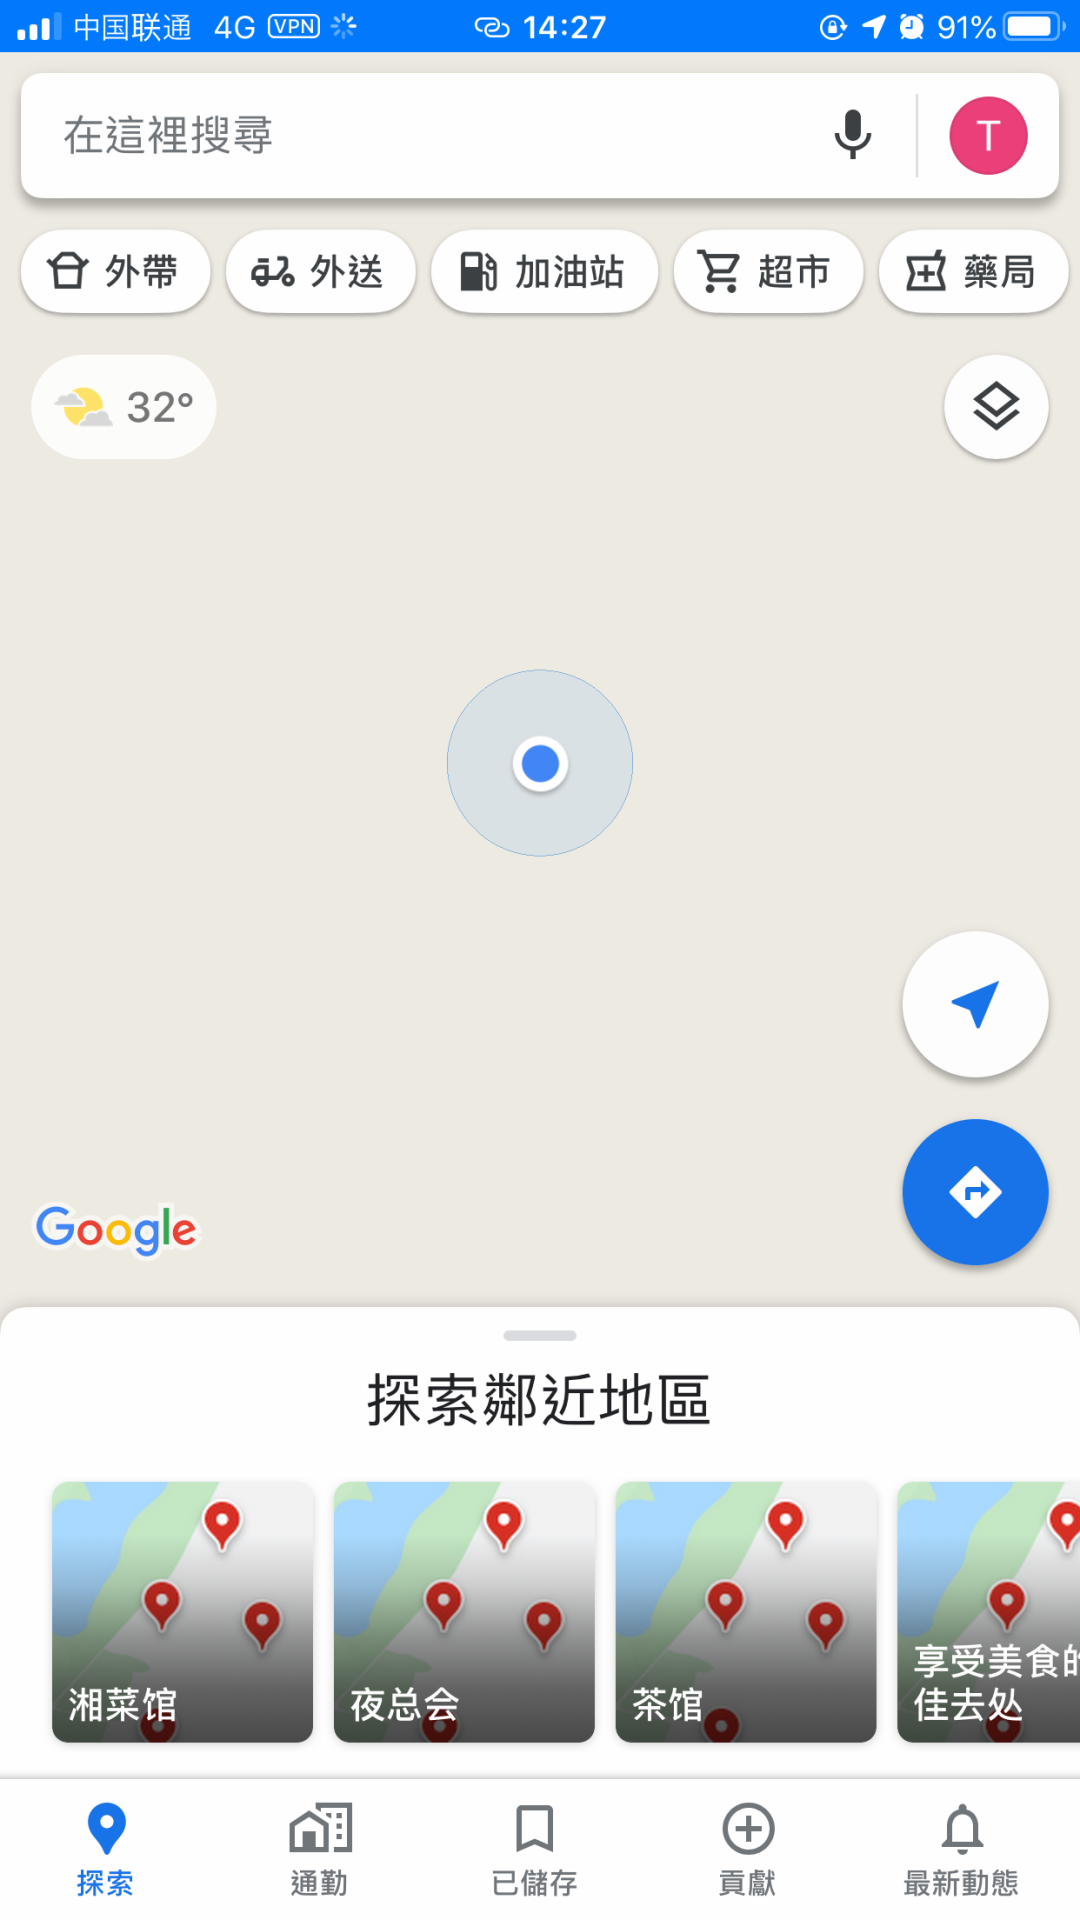 中国联通 4G VPN 14:27 91%
在這裡搜尋 T
外帶 外送 加油站 超市 藥局
32°
Google
探索鄰近地區
湘菜馆 夜总会 茶馆 享受美食的
佳去处
探索 通勤 已儲存 貢獻 最新動態